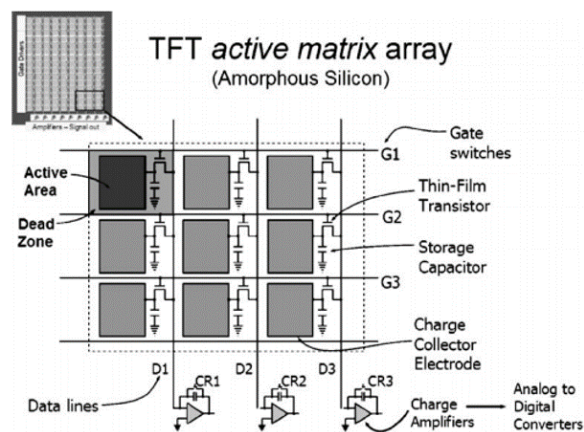 TFT active matrix array
(Amorphous Silicon)
Gate Drivers
Amplifiers – Signal out
Gate
switches
G1
Active
Area
Thin-Film
Transistor
G2
Dead
Zone
Storage
Capacitor
G3
Charge
Collector
Electrode
D1 D2 D3
CR1 CR2 CR3
Data lines
Charge
Amplifiers
Analog to
Digital
Converters